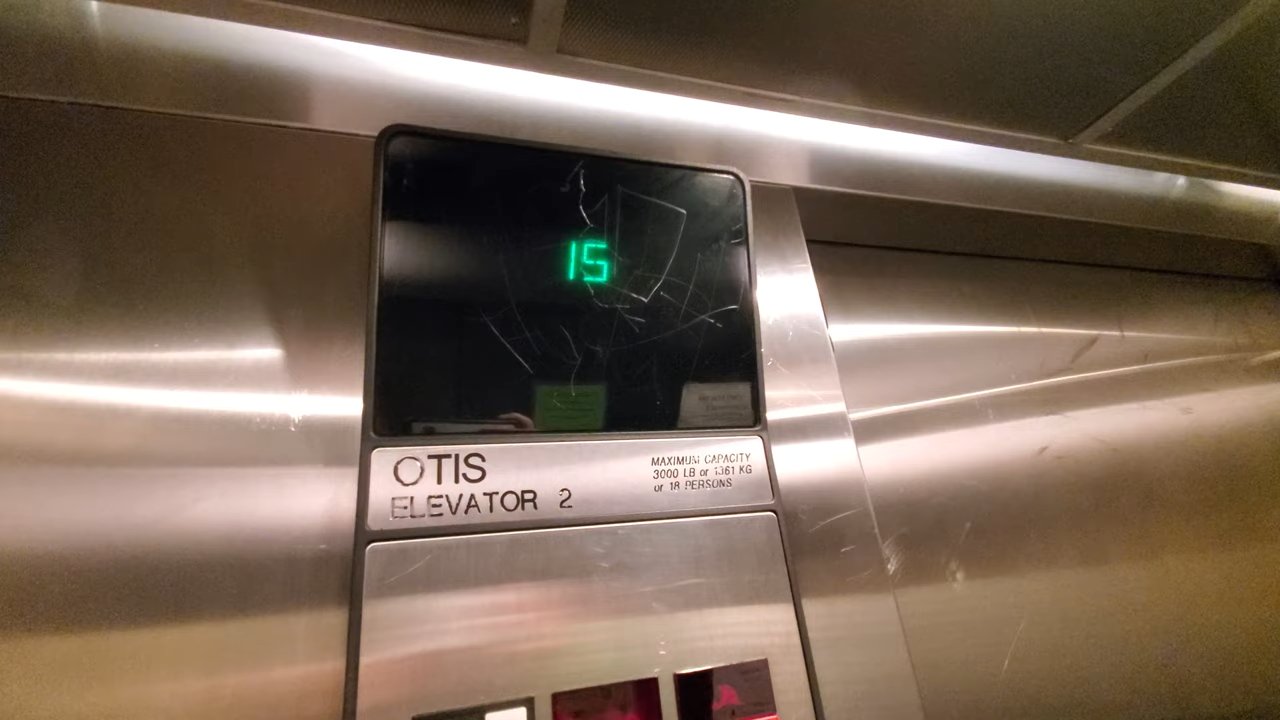 15
OTIS
ELEVATOR 2
MAXIMUM CAPACITY
3000 LB or 1361 KG
or 18 PERSONS